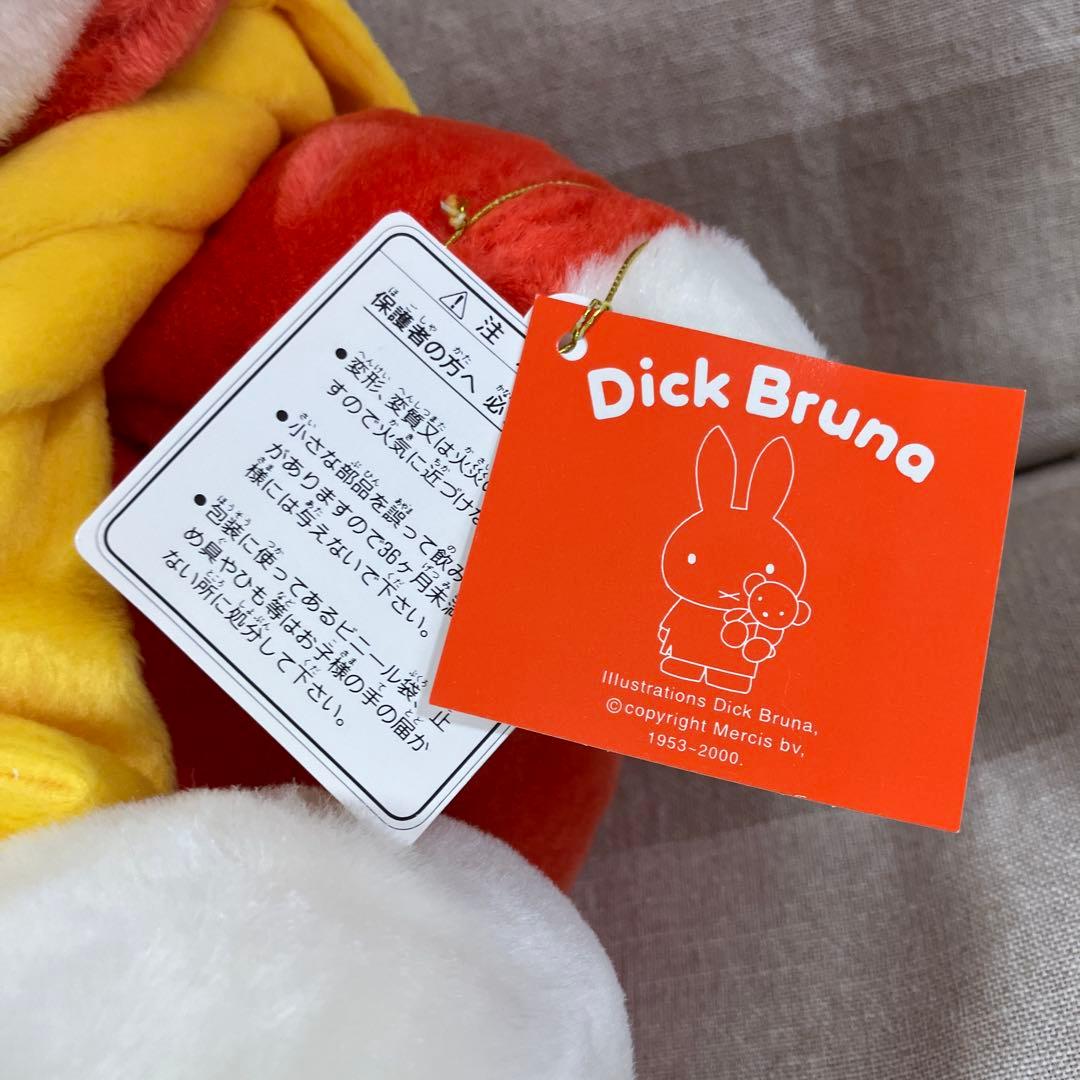 ⚠ 注
保護者の方へ 必
●変形、変質又は火災
すので火気に近づけな
●小さな部品を誤って飲み
がありますので36ヶ月未満
様には与えないで下さい。
●包装に使ってあるビニール袋、止
め具やひも等はお子様の手の届か
ない所に処分して下さい。
Dick Bruna
Illustrations Dick Bruna,
©copyright Mercis bv,
1953-2000.